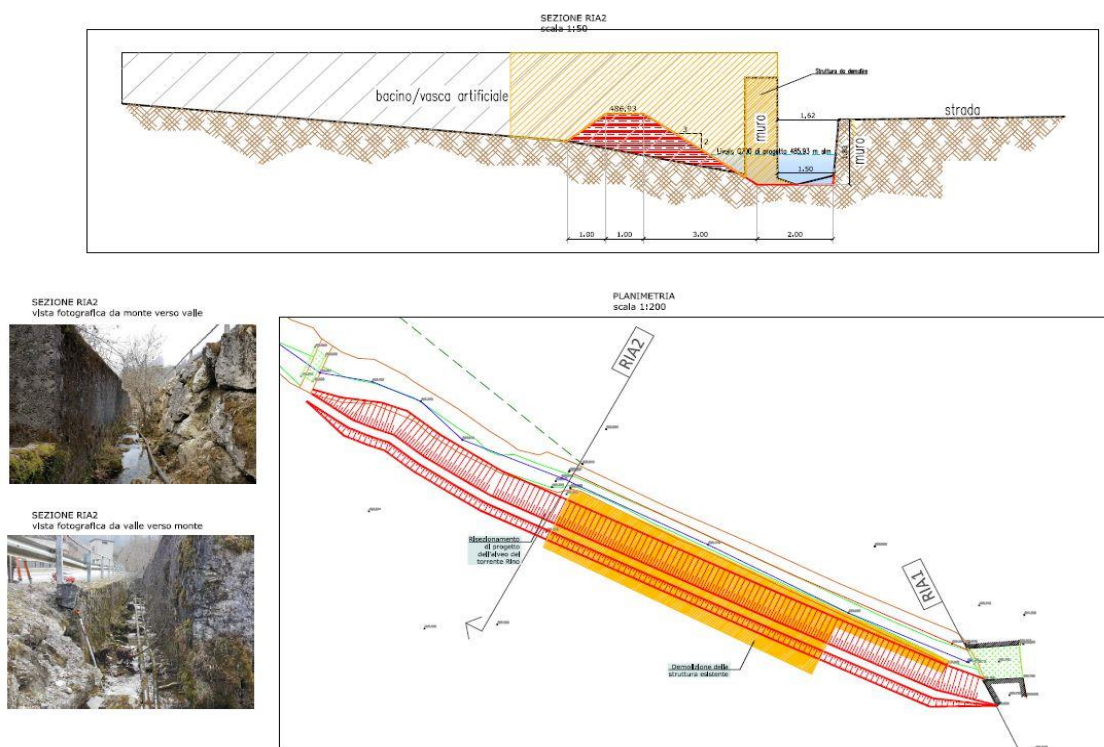 SEZIONE RIA2
scala 1:50
bacino/vasca artificiale
486.93
3
2
muro
Struttura da demolire
strada
1,62
Livello Q200 di progetto 485.93 m slm
1,50
muro
1.00
1.00
3.00
2.00
SEZIONE RIA2
vista fotografica da monte verso valle
SEZIONE RIA2
vista fotografica da valle verso monte
PLANIMETRIA
scala 1:200
RIA2
RIA1
Risezionamento
di progetto
dell'alveo del
torrente Rino
Demolizione delle
struttura esistente